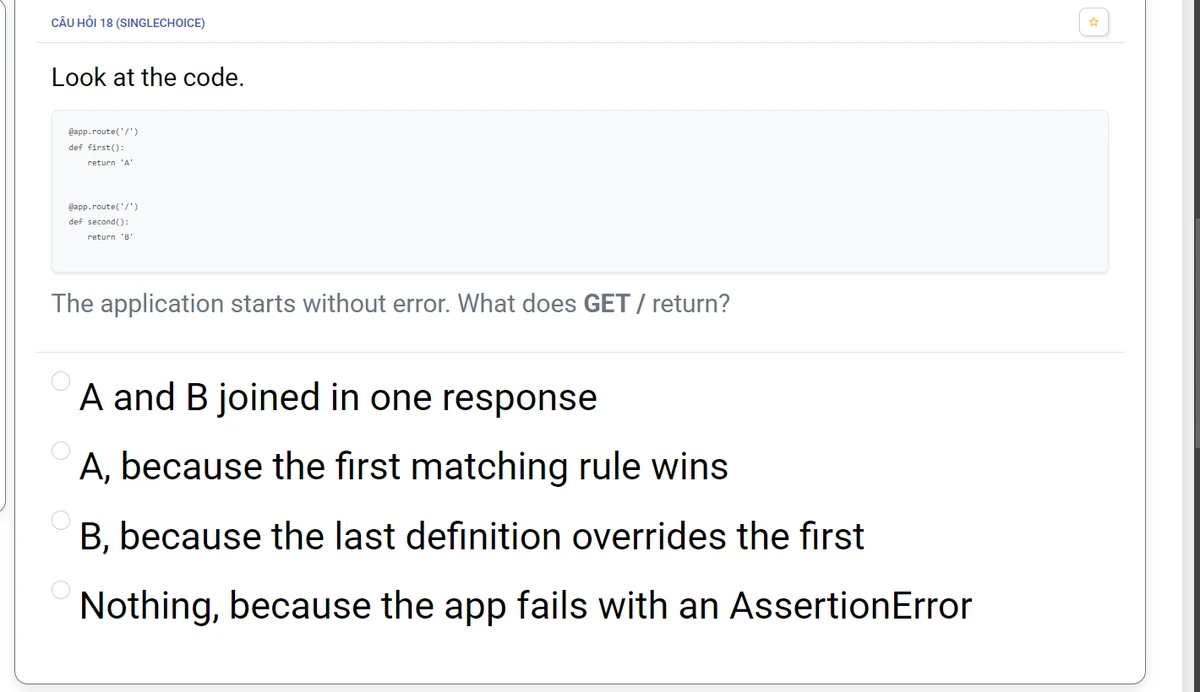 CÂU HỎI 18 (SINGLECHOICE)
Look at the code.
@app.route('/')
def first():
    return 'A'
@app.route('/')
def second():
    return 'B'
The application starts without error. What does GET / return?
A and B joined in one response
A, because the first matching rule wins
B, because the last definition overrides the first
Nothing, because the app fails with an AssertionError